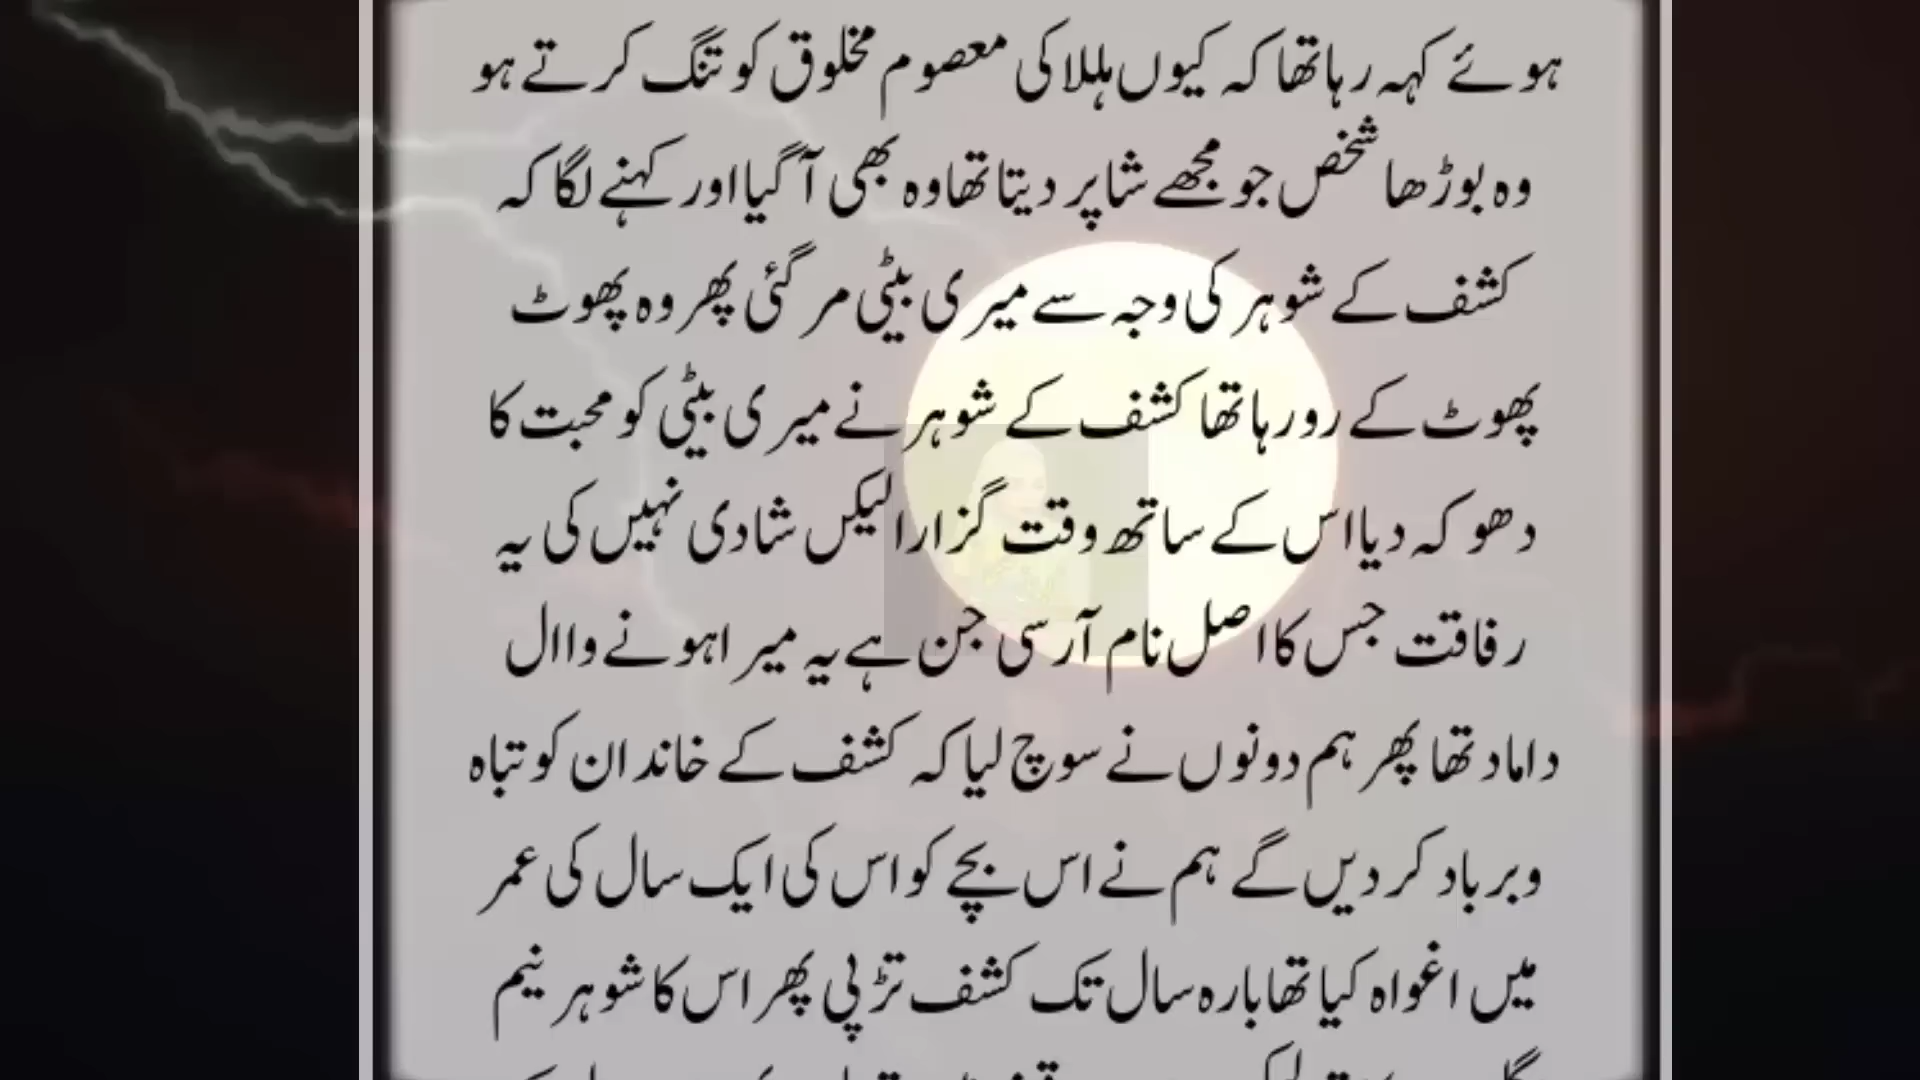 ہوئے کہہ رہا تھا کہ کیوں ہللا کی معصوم مخلوق کو تنگ کرتے ہو
وہ بوڑھا شخص جو مجھے شاپر دیتا تھا وہ بھی آگیا اور کہنے لگا کہ
کشف کے شوہر کی وجہ سے میری بیٹی مر گئی پھر وہ پھوٹ
پھوٹ کے رو رہا تھا کشف کے شوہر نے میری بیٹی کو محبت کا
دھوکہ دیا اس کے ساتھ وقت گزارا لیکں شادی نہیں کی یہ
رفاقت جس کا اصل نام آرسی جن ہے یہ میرا ہونے واال
داماد تھا پھر ہم دونوں نے سوچ لیا کہ کشف کے خاندان کو تباہ
وبرباد کر دیں گے ہم نے اس بچے کو اس کی ایک سال کی عمر
میں اغواہ کیا تھا بارہ سال تک کشف تڑپی پھر اس کا شوہر نیم